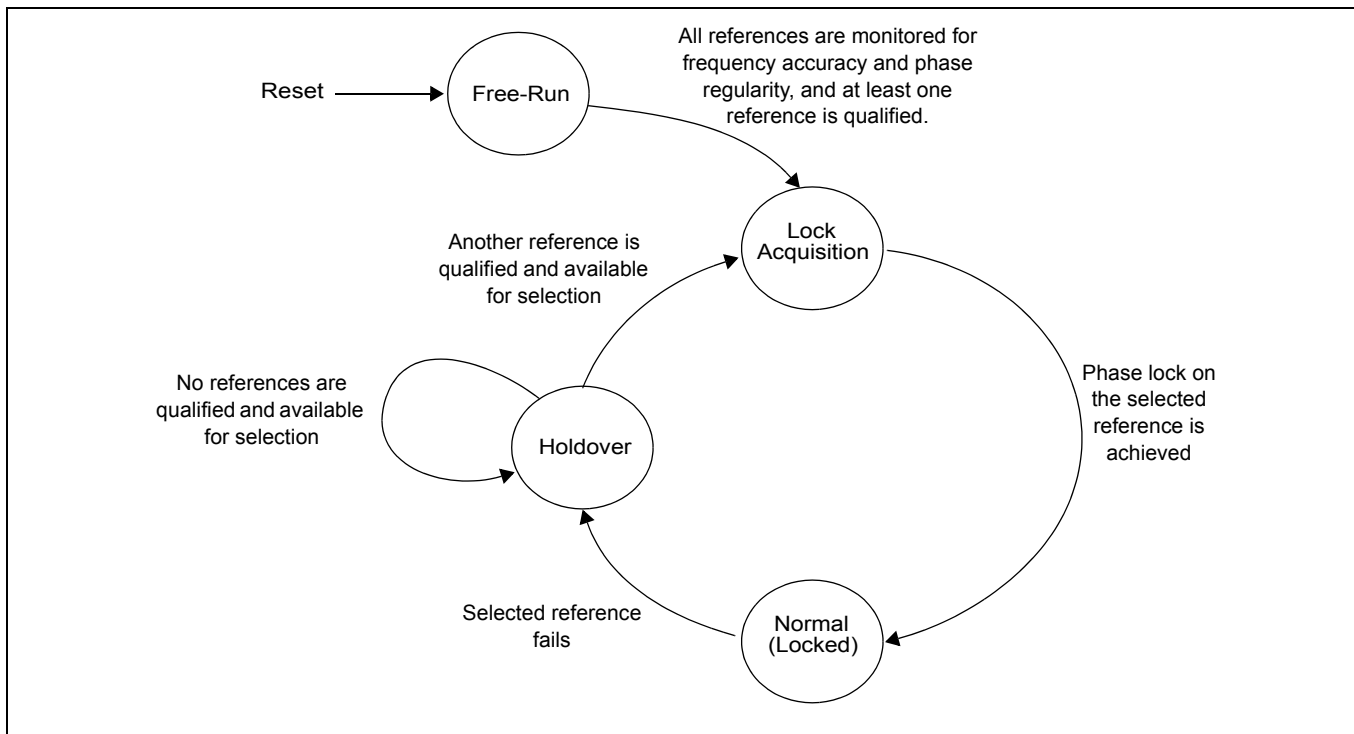 All references are monitored for
frequency accuracy and phase
regularity, and at least one
reference is qualified.
Reset
Free-Run
Lock
Acquisition
Another reference is
qualified and available
for selection
No references are
qualified and available
for selection
Holdover
Phase lock on
the selected
reference is
achieved
Selected reference
fails
Normal
(Locked)